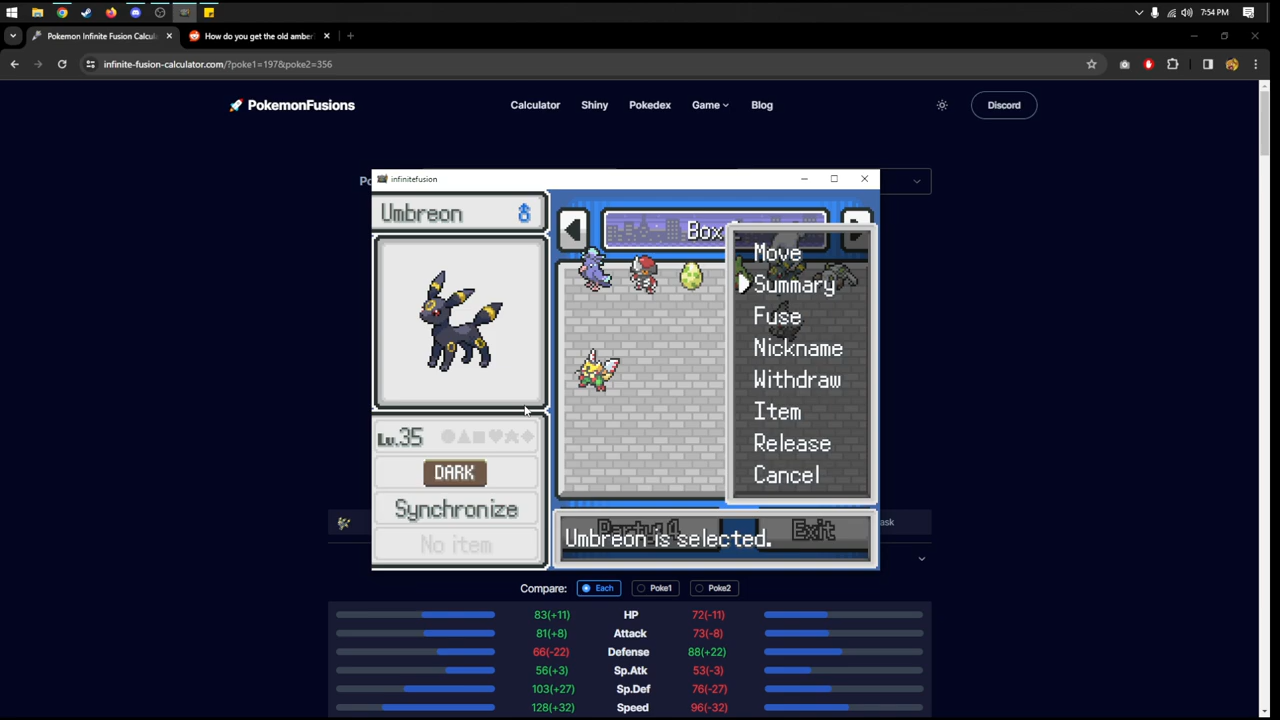 7:54 PM
Pokemon Infinite Fusion Calcula
How do you get the old amber
infinite-fusion-calculator.com/?poke1=197&poke2=356
PokemonFusions
Calculator
Shiny
Pokedex
Game
Blog
Discord
infinitefusion
Umbreon
Box
Move
Summary
Fuse
Nickname
Withdraw
Item
Release
Cancel
Lv.35
DARK
Synchronize
No item
Exit
Umbreon is selected.
ask
Compare: Each Poke1 Poke2
83(+11) HP 72(-11)
81(+8) Attack 73(-8)
66(-22) Defense 88(+22)
56(+3) Sp.Atk 53(-3)
103(+27) Sp.Def 76(-27)
128(+32) Speed 96(-32)